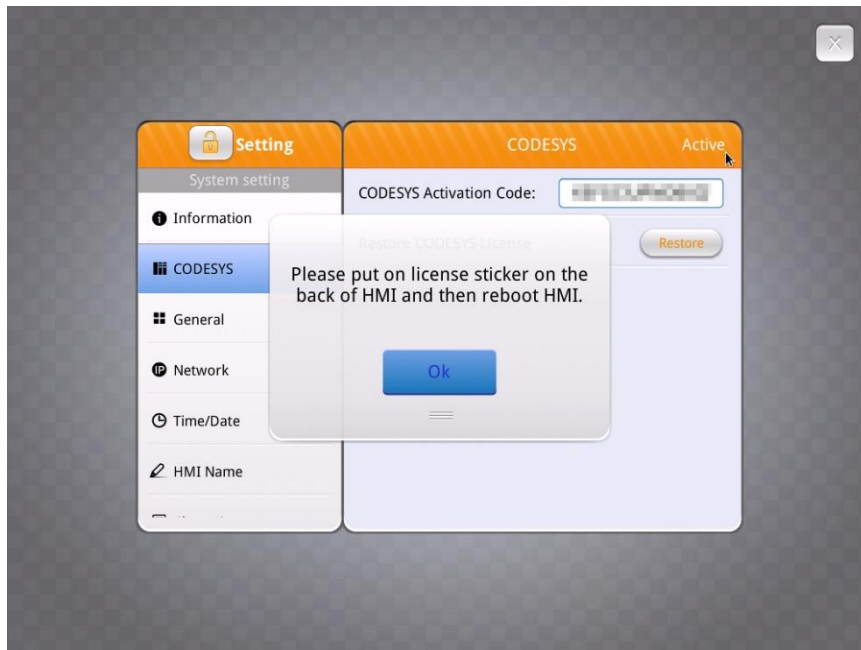 Setting
CODESYS
Active
System setting
CODESYS Activation Code:
Information
Restore CODESYS License
Restore
CODESYS
Please put on license sticker on the
back of HMI and then reboot HMI.
General
Network
Ok
Time/Date
HMI Name